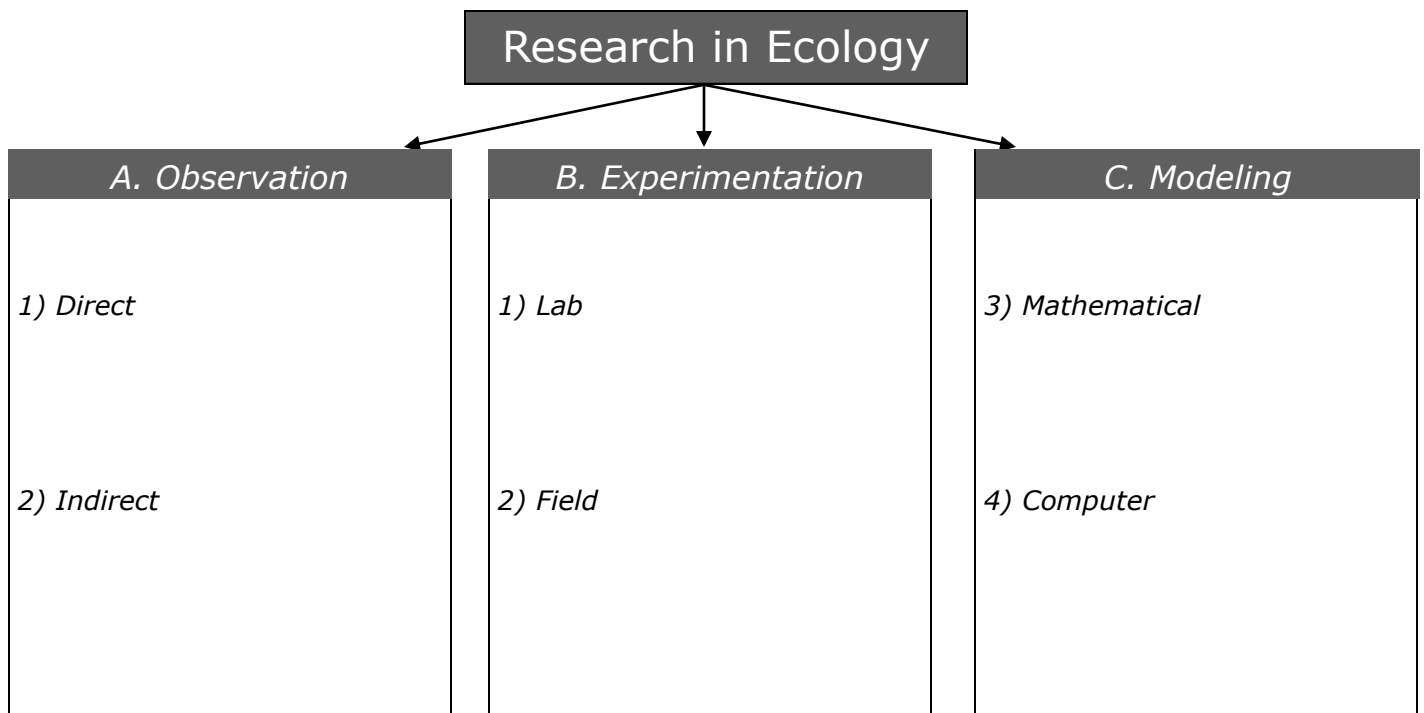 Research in Ecology
A. Observation
1) Direct
2) Indirect
B. Experimentation
1) Lab
2) Field
C. Modeling
3) Mathematical
4) Computer